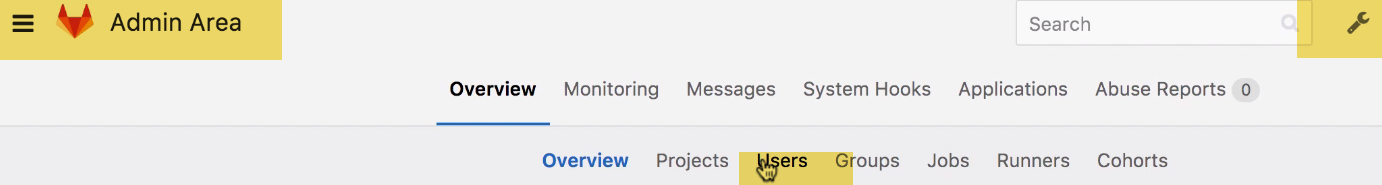 Admin Area Search
Overview Monitoring Messages System Hooks Applications Abuse Reports 0
Overview Projects Users Groups Jobs Runners Cohorts